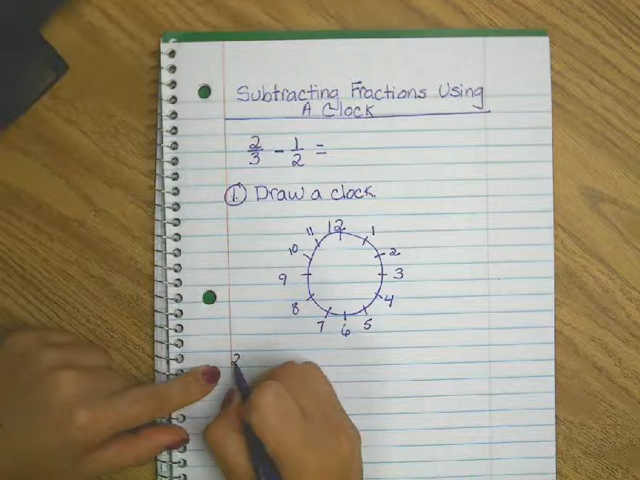 Subtracting Fractions Using
A Clock
2/3 - 1/2 =
1. Draw a clock.
12
11 1
10 2
9 3
8 4
7 5
6
2